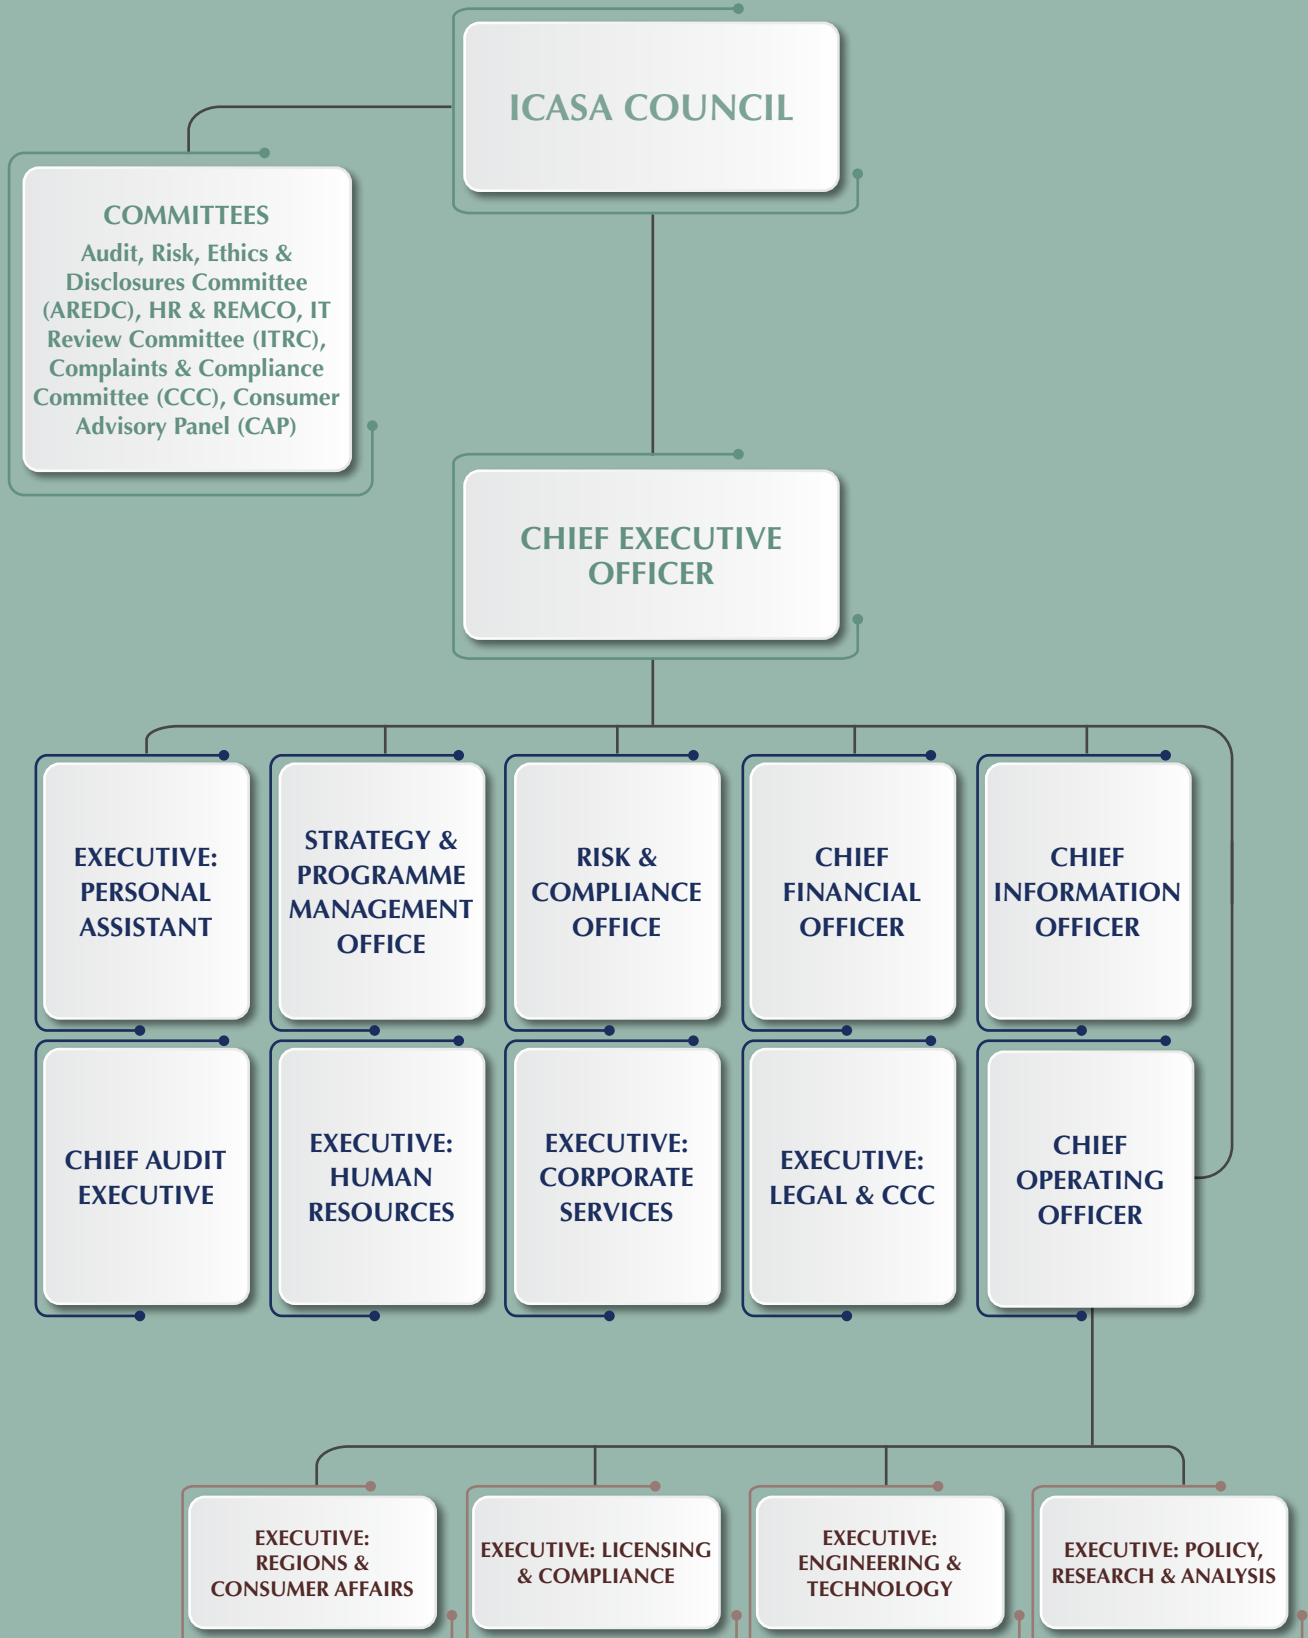 ICASA COUNCIL
COMMITTEES
Audit, Risk, Ethics &
Disclosures Committee
(AREDC), HR & REMCO, IT
Review Committee (ITRC),
Complaints & Compliance
Committee (CCC), Consumer
Advisory Panel (CAP)
CHIEF EXECUTIVE
OFFICER
EXECUTIVE:
PERSONAL
ASSISTANT
STRATEGY &
PROGRAMME
MANAGEMENT
OFFICE
RISK &
COMPLIANCE
OFFICE
CHIEF
FINANCIAL
OFFICER
CHIEF
INFORMATION
OFFICER
CHIEF AUDIT
EXECUTIVE
EXECUTIVE:
HUMAN
RESOURCES
EXECUTIVE:
CORPORATE
SERVICES
EXECUTIVE:
LEGAL & CCC
CHIEF
OPERATING
OFFICER
EXECUTIVE:
REGIONS &
CONSUMER AFFAIRS
EXECUTIVE: LICENSING
& COMPLIANCE
EXECUTIVE:
ENGINEERING &
TECHNOLOGY
EXECUTIVE: POLICY,
RESEARCH & ANALYSIS